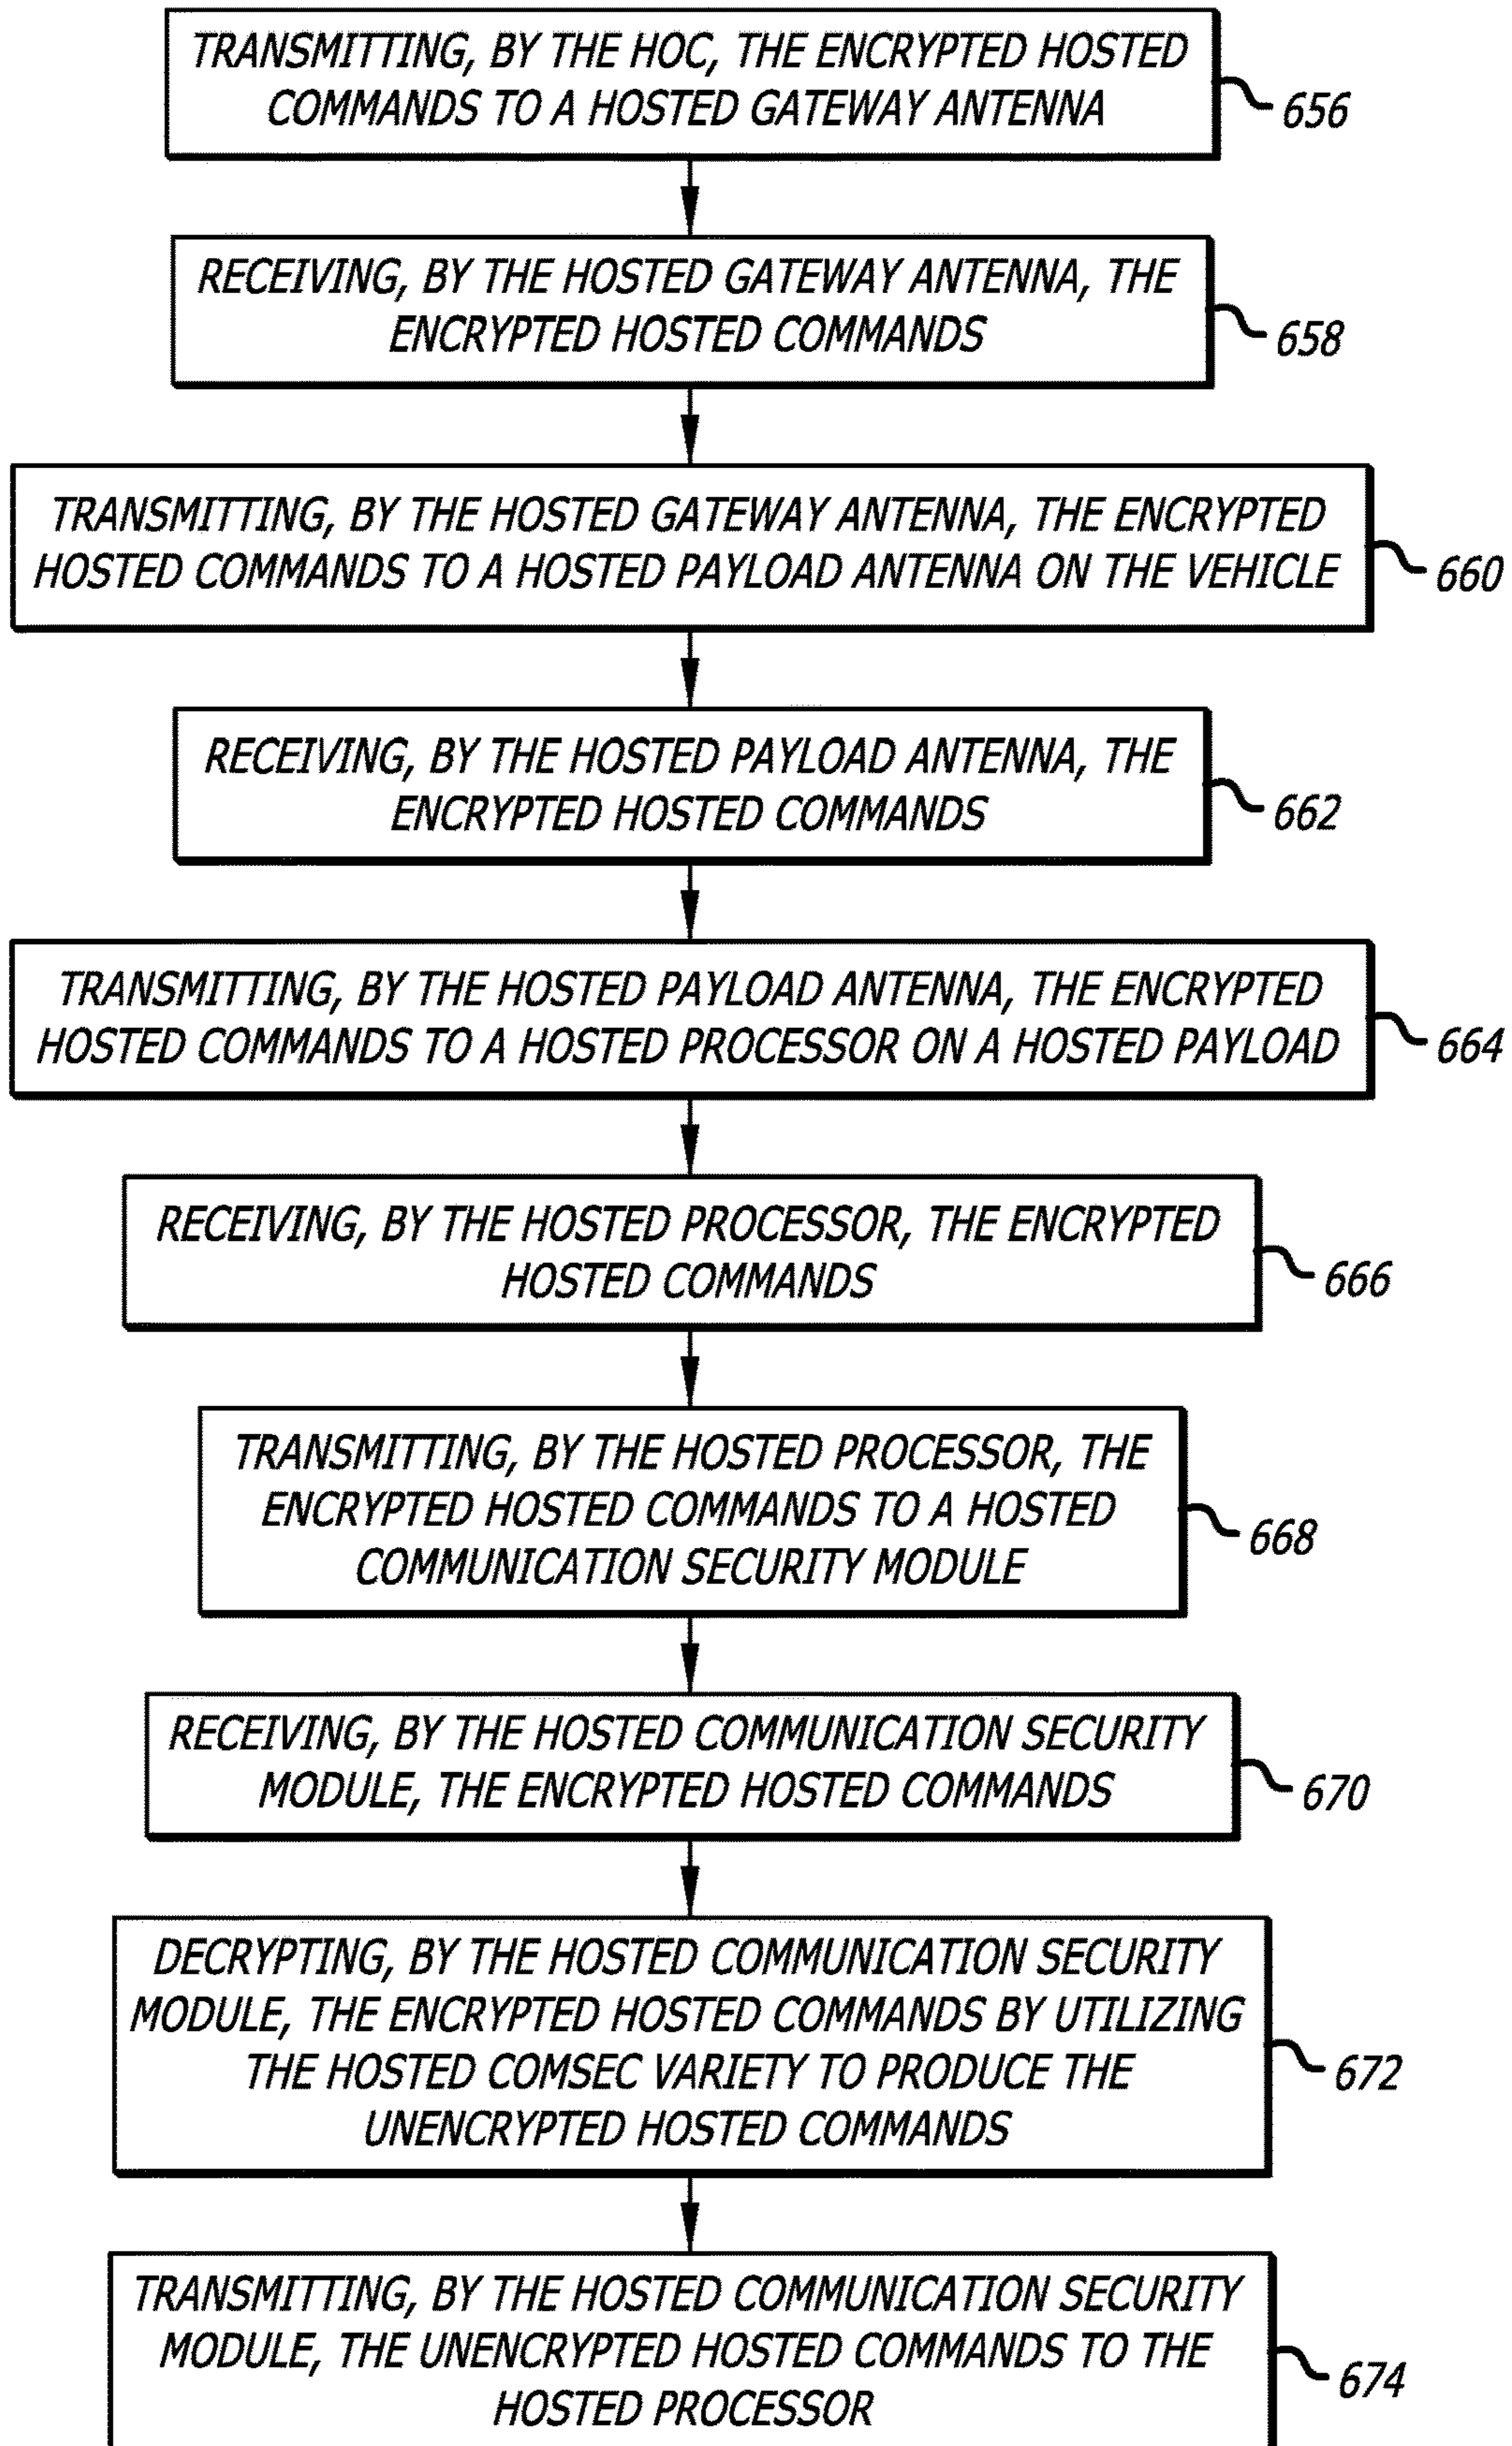 TRANSMITTING, BY THE HOC, THE ENCRYPTED HOSTED
COMMANDS TO A HOSTED GATEWAY ANTENNA
656
RECEIVING, BY THE HOSTED GATEWAY ANTENNA, THE
ENCRYPTED HOSTED COMMANDS
658
TRANSMITTING, BY THE HOSTED GATEWAY ANTENNA, THE ENCRYPTED
HOSTED COMMANDS TO A HOSTED PAYLOAD ANTENNA ON THE VEHICLE
660
RECEIVING, BY THE HOSTED PAYLOAD ANTENNA, THE
ENCRYPTED HOSTED COMMANDS
662
TRANSMITTING, BY THE HOSTED PAYLOAD ANTENNA, THE ENCRYPTED
HOSTED COMMANDS TO A HOSTED PROCESSOR ON A HOSTED PAYLOAD
664
RECEIVING, BY THE HOSTED PROCESSOR, THE ENCRYPTED
HOSTED COMMANDS
666
TRANSMITTING, BY THE HOSTED PROCESSOR, THE
ENCRYPTED HOSTED COMMANDS TO A HOSTED
COMMUNICATION SECURITY MODULE
668
RECEIVING, BY THE HOSTED COMMUNICATION SECURITY
MODULE, THE ENCRYPTED HOSTED COMMANDS
670
DECRYPTING, BY THE HOSTED COMMUNICATION SECURITY
MODULE, THE ENCRYPTED HOSTED COMMANDS BY UTILIZING
THE HOSTED COMSEC VARIETY TO PRODUCE THE
UNENCRYPTED HOSTED COMMANDS
672
TRANSMITTING, BY THE HOSTED COMMUNICATION SECURITY
MODULE, THE UNENCRYPTED HOSTED COMMANDS TO THE
HOSTED PROCESSOR
674